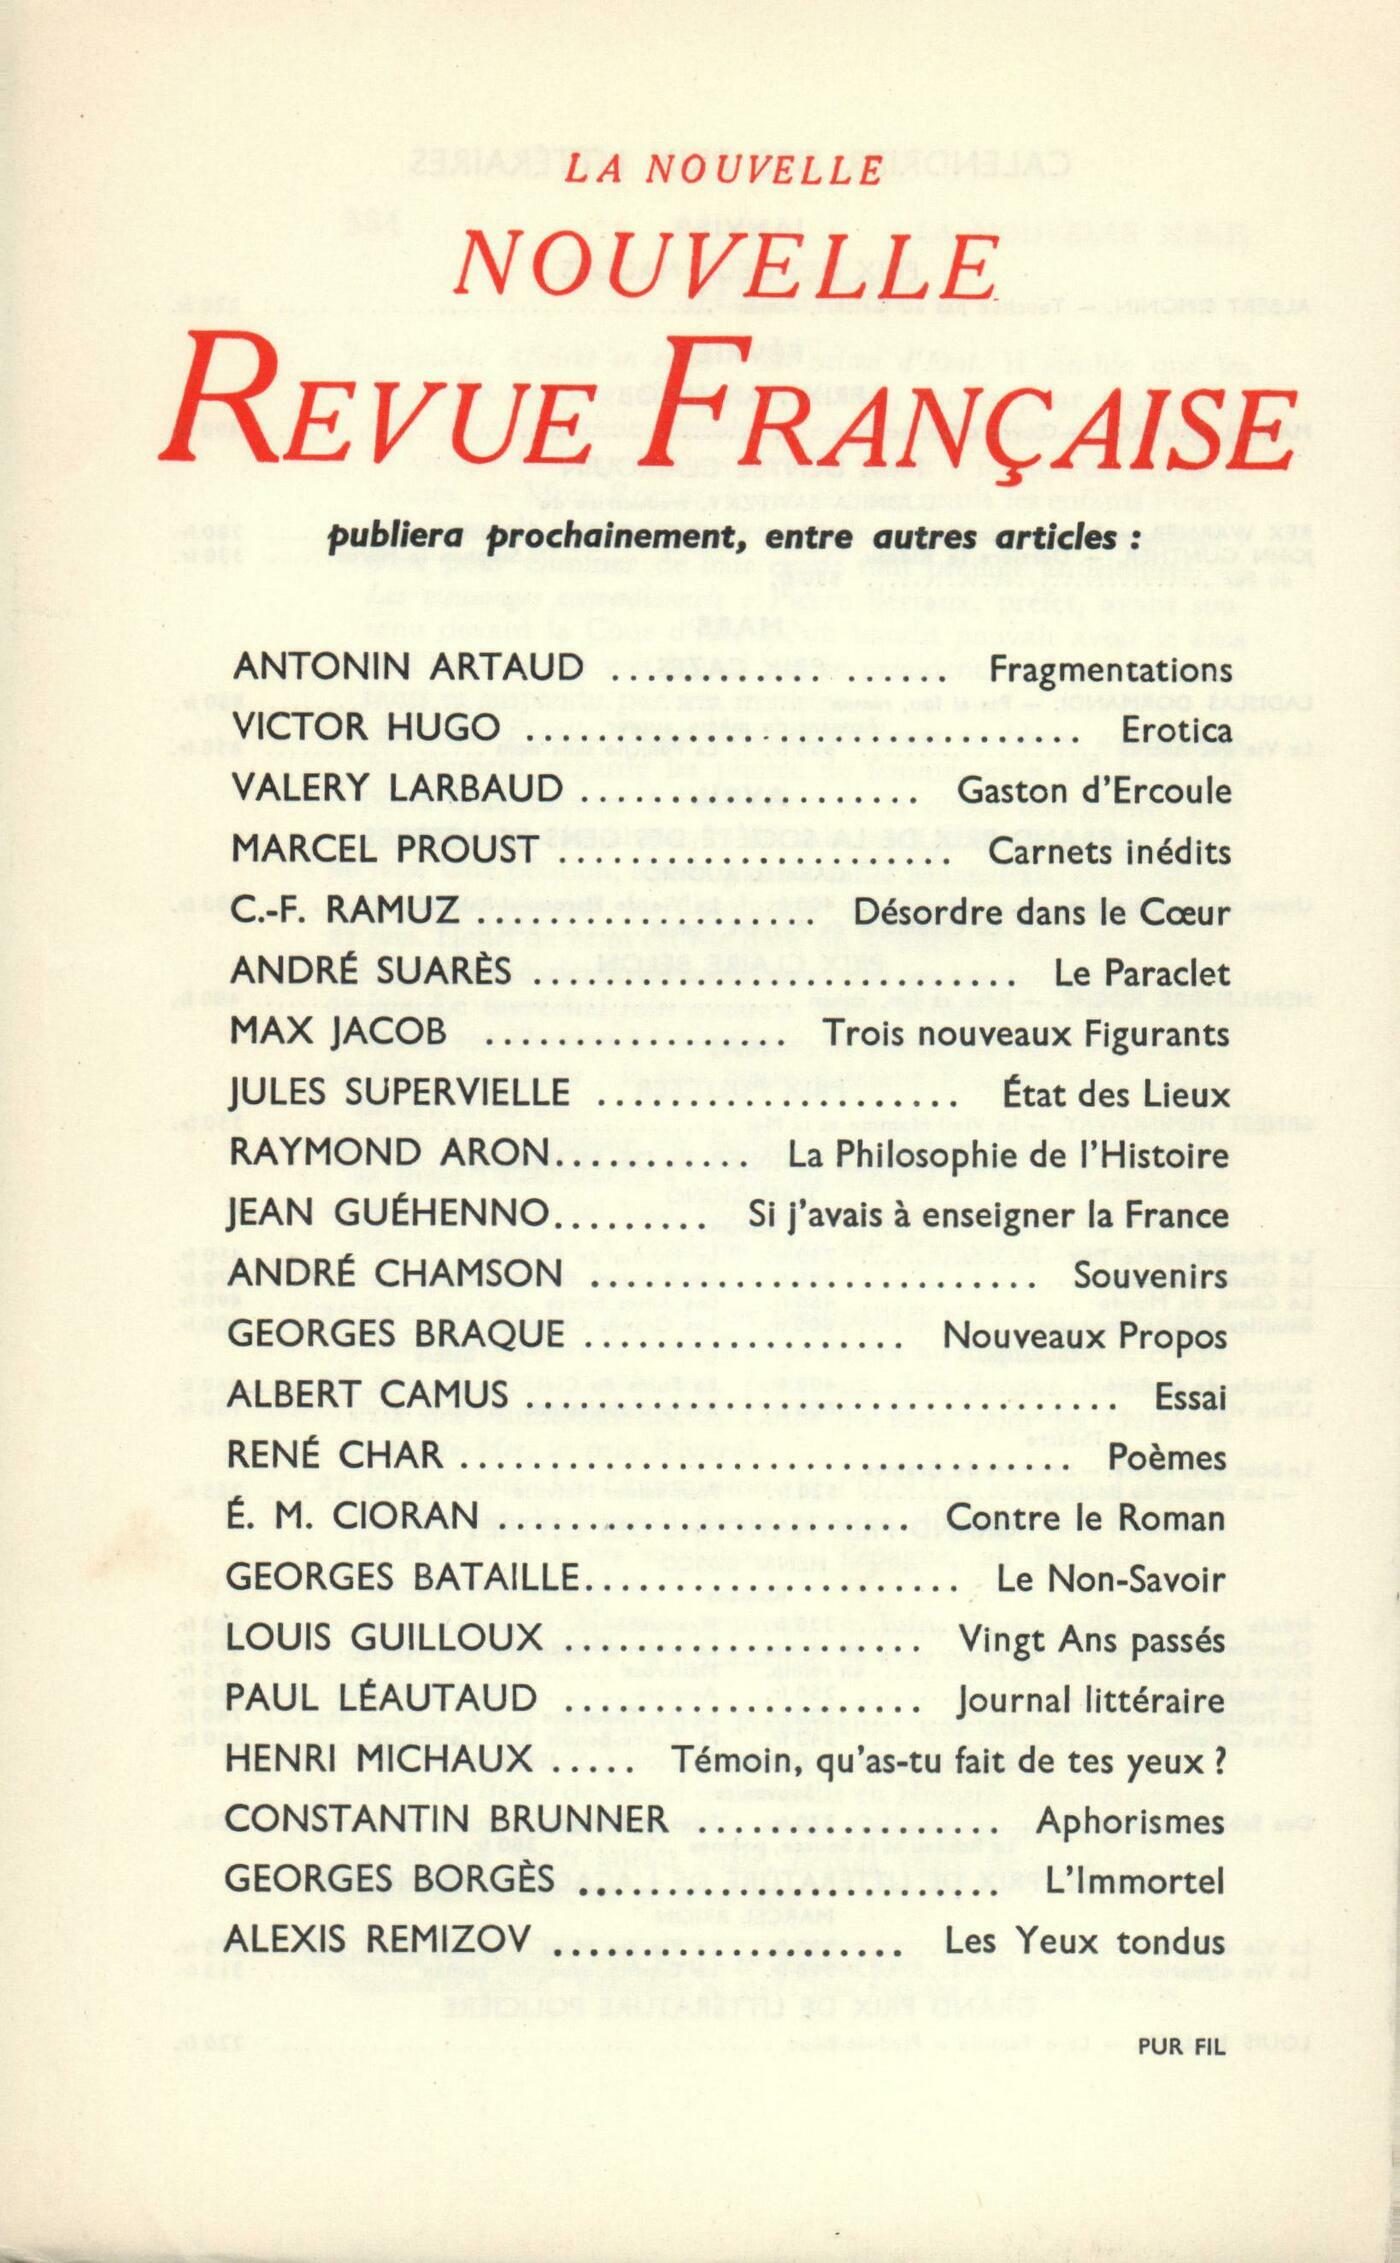 LA NOUVELLE
NOUVELLE
REVUE FRANÇAISE
publiera prochainement, entre autres articles :
ANTONIN ARTAUD .................. Fragmentations
VICTOR HUGO ............................... Erotica
VALERY LARBAUD ................... Gaston d'Ercoule
MARCEL PROUST ...................... Carnets inédits
C.-F. RAMUZ ................... Désordre dans le Cœur
ANDRÉ SUARÈS ........................... Le Paraclet
MAX JACOB ................. Trois nouveaux Figurants
JULES SUPERVIELLE .................... État des Lieux
RAYMOND ARON........... La Philosophie de l'Histoire
JEAN GUÉHENNO......... Si j'avais à enseigner la France
ANDRÉ CHAMSON ......................... Souvenirs
GEORGES BRAQUE .................. Nouveaux Propos
ALBERT CAMUS ................................. Essai
RENÉ CHAR .................................. Poèmes
É. M. CIORAN ....................... Contre le Roman
GEORGES BATAILLE..................... Le Non-Savoir
LOUIS GUILLOUX .................... Vingt Ans passés
PAUL LÉAUTAUD .................... Journal littéraire
HENRI MICHAUX ..... Témoin, qu'as-tu fait de tes yeux ?
CONSTANTIN BRUNNER ................. Aphorismes
GEORGES BORGÈS ........................ L'Immortel
ALEXIS REMIZOV .................... Les Yeux tondus
PUR FIL